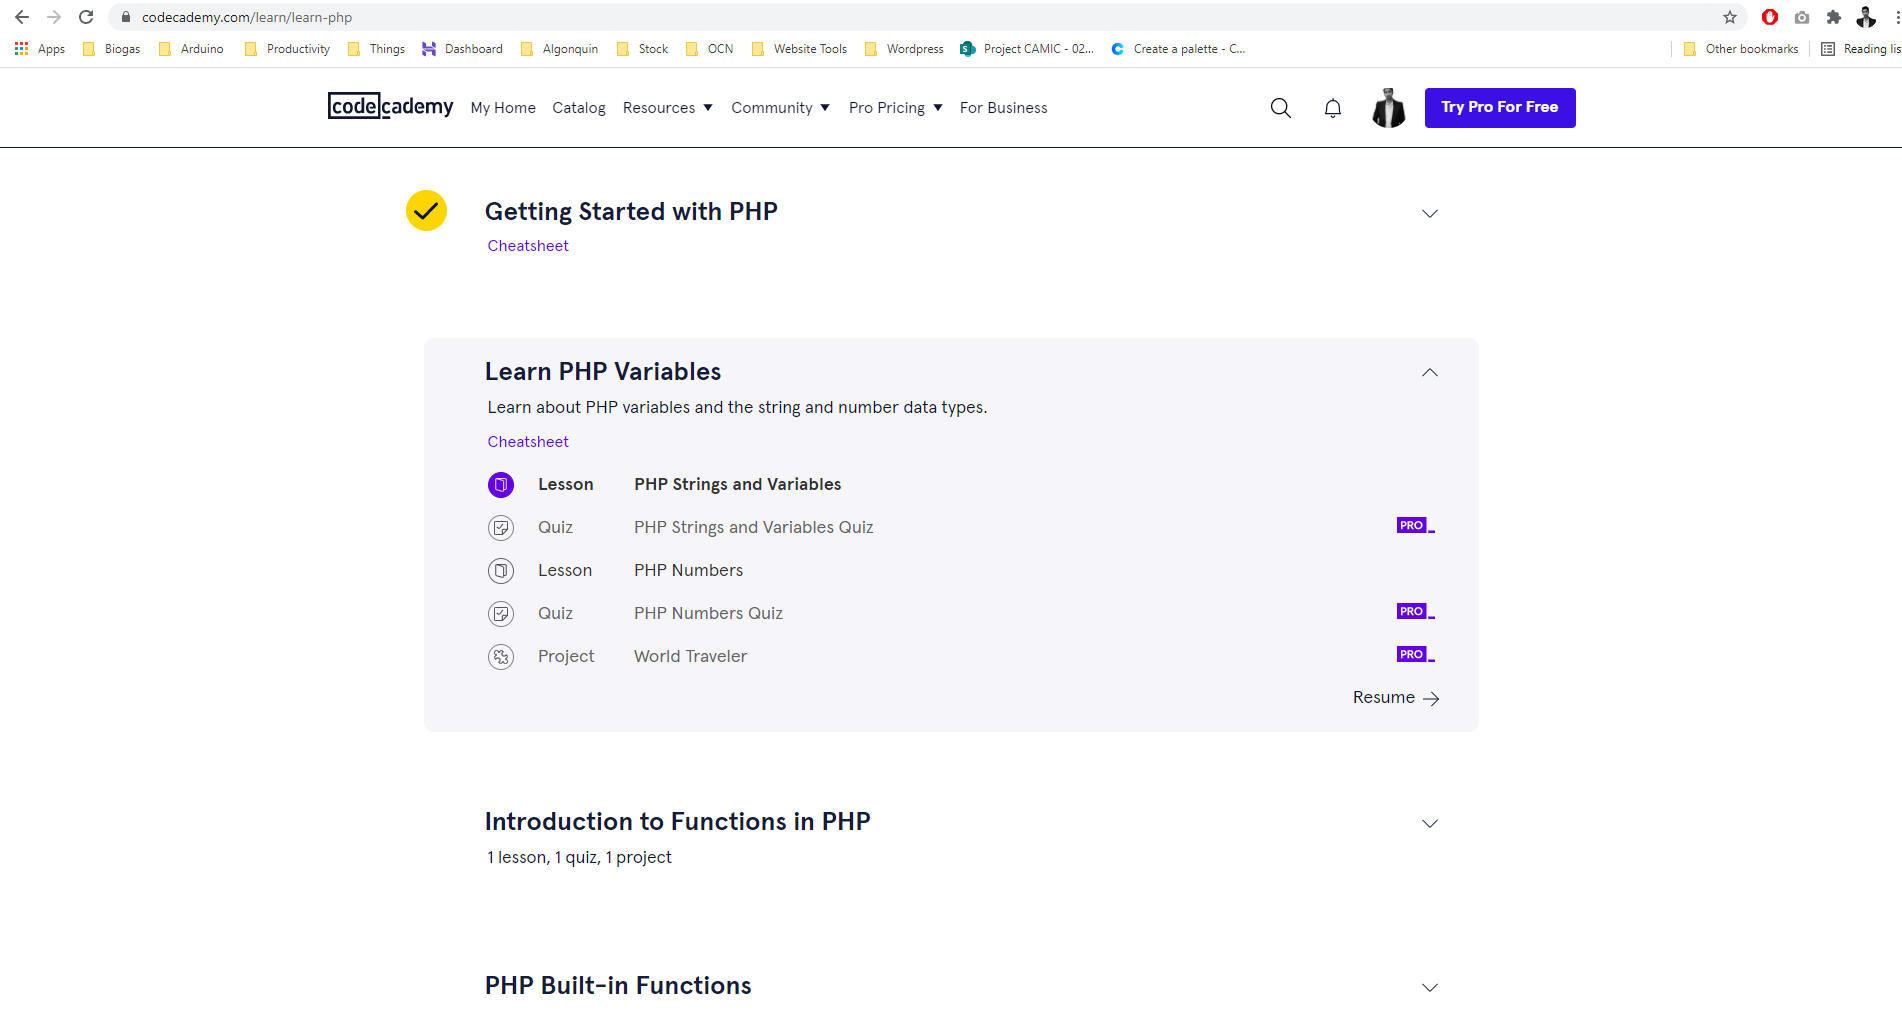 codecademy.com/learn/learn-php
Apps Biogas Arduino Productivity Things Dashboard Algonquin Stock OCN Website Tools Wordpress Project CAMIC - 02... Create a palette - C... Other bookmarks Reading lis
codecademy My Home Catalog Resources Community Pro Pricing For Business Try Pro For Free
Getting Started with PHP
Cheatsheet
Learn PHP Variables
Learn about PHP variables and the string and number data types.
Cheatsheet
Lesson PHP Strings and Variables
Quiz PHP Strings and Variables Quiz PRO
Lesson PHP Numbers
Quiz PHP Numbers Quiz PRO
Project World Traveler PRO
Resume
Introduction to Functions in PHP
1 lesson, 1 quiz, 1 project
PHP Built-in Functions